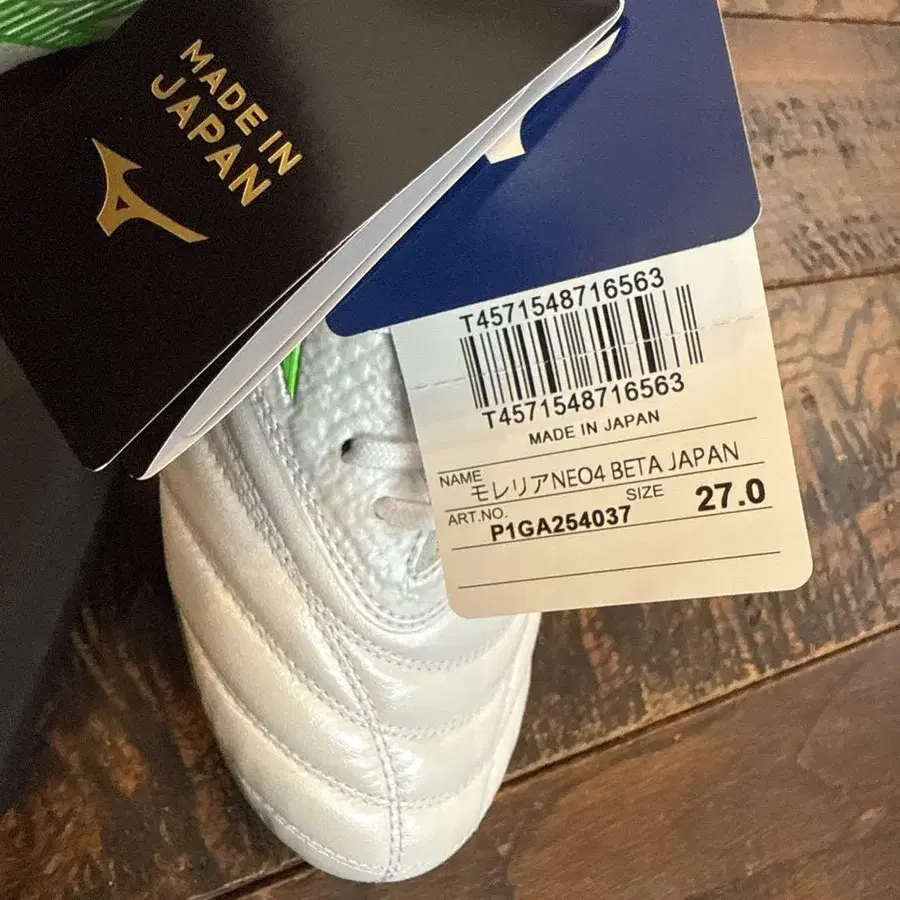 MADE IN
JAPAN
T4571548716563
T4571548716563
MADE IN JAPAN
NAME
モレリアNEO4 BETA JAPAN
ART.NO.
SIZE
P1GA254037
27.0